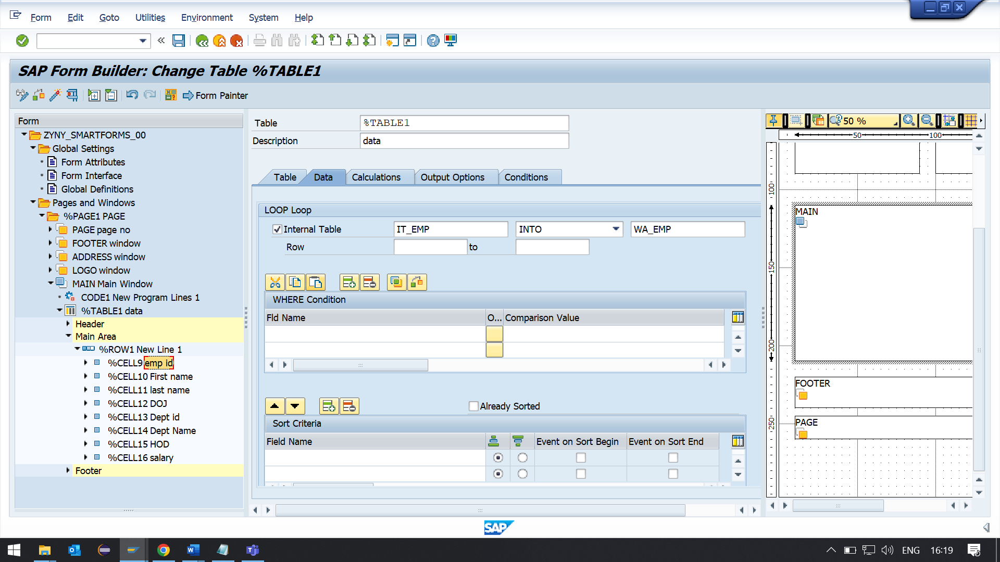 Form Edit Goto Utilities Environment System Help
SAP Form Builder: Change Table %TABLE1
Form Painter
Form
ZYNY_SMARTFORMS_00
Global Settings
Form Attributes
Form Interface
Global Definitions
Pages and Windows
%PAGE1 PAGE
PAGE page no
FOOTER window
ADDRESS window
LOGO window
MAIN Main Window
CODE1 New Program Lines 1
%TABLE1 data
Header
Main Area
%ROW1 New Line 1
%CELL9 emp id
%CELL10 First name
%CELL11 last name
%CELL12 DOJ
%CELL13 Dept id
%CELL14 Dept Name
%CELL15 HOD
%CELL16 salary
Footer
Table %TABLE1
Description data
Table Data Calculations Output Options Conditions
LOOP Loop
Internal Table IT_EMP INTO WA_EMP
Row to
WHERE Condition
Fld Name O... Comparison Value
Already Sorted
Sort Criteria
Field Name Event on Sort Begin Event on Sort End
50 %
50 100
100
150
200
250
MAIN
FOOTER
PAGE
SAP
ENG 16:19